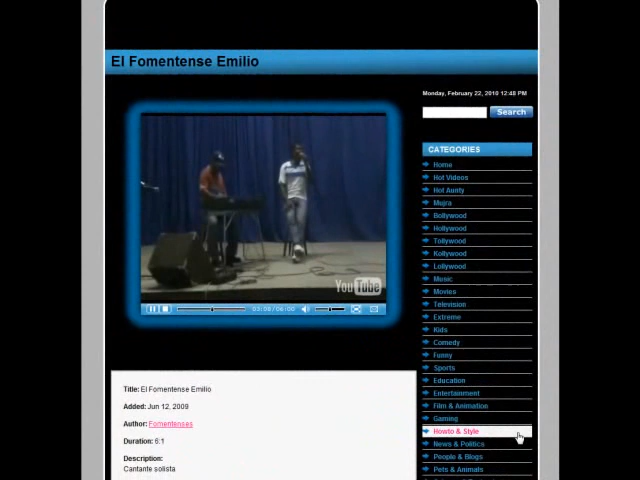 El Fomentense Emilio
Monday, February 22, 2010 12:48 PM
Search
CATEGORIES
Home
Hot Videos
Hot Aunty
Mujra
Bollywood
Hollywood
Tollywood
Kollywood
Lollywood
Music
Movies
Television
Extreme
Kids
Comedy
Funny
Sports
Education
Entertainment
Film & Animation
Gaming
Howto & Style
News & Politics
People & Blogs
Pets & Animals
YouTube
Title: El Fomentense Emilio
Added: Jun 12, 2009
Author: Fomentenses
Duration: 6:1
Description:
Cantante solista